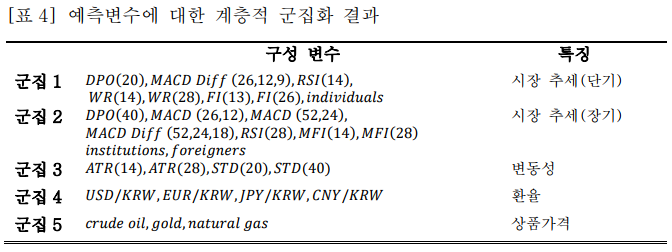 [표 4] 예측변수에 대한 계층적 군집화 결과
구성 변수 특징
군집 1 DPO(20), MACD Diff (26,12,9), RSI(14), 시장 추세(단기)
WR(14), WR(28), FI(13), FI(26), individuals
군집 2 DPO(40), MACD (26,12), MACD (52,24), 시장 추세(장기)
MACD Diff (52,24,18), RSI(28), MFI(14), MFI(28)
institutions, foreigners
군집 3 ATR(14), ATR(28), STD(20), STD(40) 변동성
군집 4 USD/KRW, EUR/KRW, JPY/KRW, CNY/KRW 환율
군집 5 crude oil, gold, natural gas 상품가격